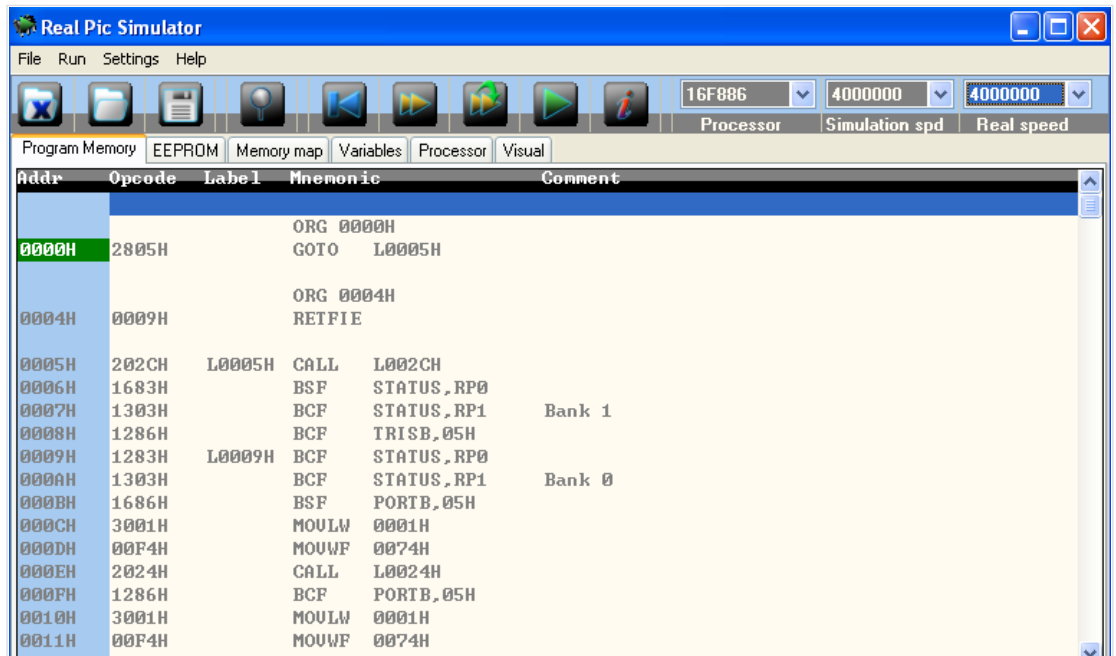 Real Pic Simulator
File Run Settings Help
16F886 4000000 4000000
Processor Simulation spd Real speed
Program Memory EEPROM Memory map Variables Processor Visual
Addr Opcode Label Mnemonic Comment
ORG 0000H
0000H 2805H GOTO L0005H
ORG 0004H
0004H 0009H RETFIE
0005H 202CH L0005H CALL L002CH
0006H 1683H BSF STATUS,RP0
0007H 1303H BCF STATUS,RP1 Bank 1
0008H 1286H BCF TRISB,05H
0009H 1283H L0009H BCF STATUS,RP0
000AH 1303H BCF STATUS,RP1 Bank 0
000BH 1686H BSF PORTB,05H
000CH 3001H MOVLW 0001H
000DH 00F4H MOVWF 0074H
000EH 2024H CALL L0024H
000FH 1286H BCF PORTB,05H
0010H 3001H MOVLW 0001H
0011H 00F4H MOVWF 0074H